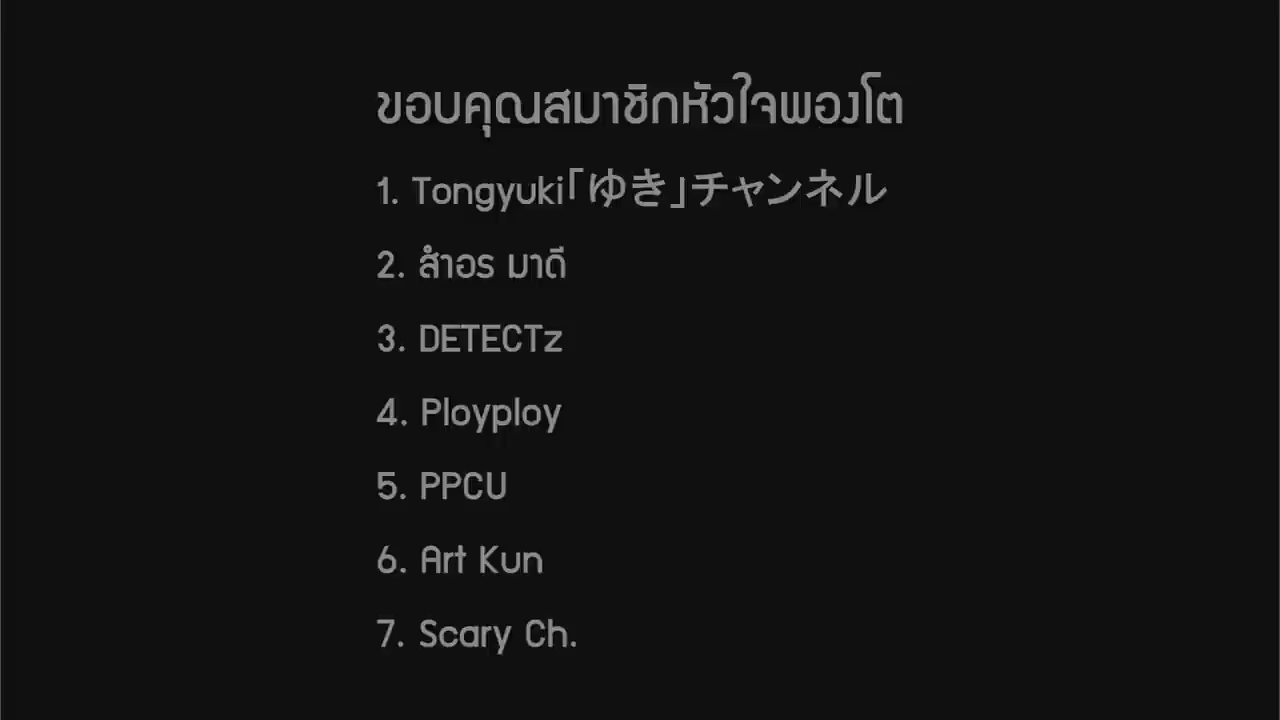 ขอบคุณสมาชิกหัวใจพองโต
1. Tongyuki「ゆき」チャンネル
2. สำอร มาดี
3. DETECTz
4. Ployploy
5. PPCU
6. Art Kun
7. Scary Ch.